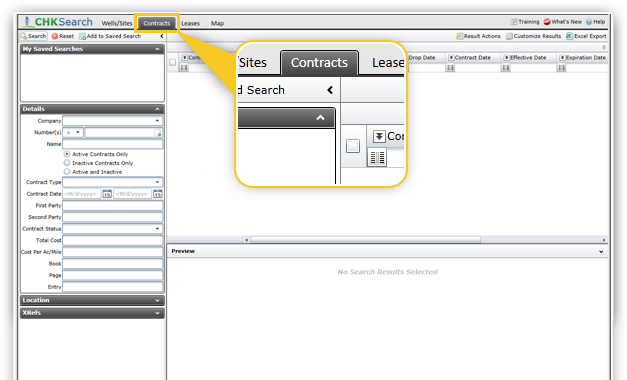 CHKSearch Wells/Sites Contracts Leases Map Training What's New Help
Search Reset Add to Saved Search Result Actions Customize Results Excel Export
My Saved Searches
Drop Date Contract Date Effective Date Expiration Date
Sites Contracts Lease
d Search
Co
Details
Company
Number(s) =
Name
Active Contracts Only
Inactive Contracts Only
Active and Inactive
Contract Type
Contract Date <M/d/yyyy> 15 <M/d/yyyy> 15
First Party
Second Party
Contract Status
Total Cost
Cost Per Ac/Mile
Book
Page
Entry
Location
XRefs
Preview
No Search Results Selected